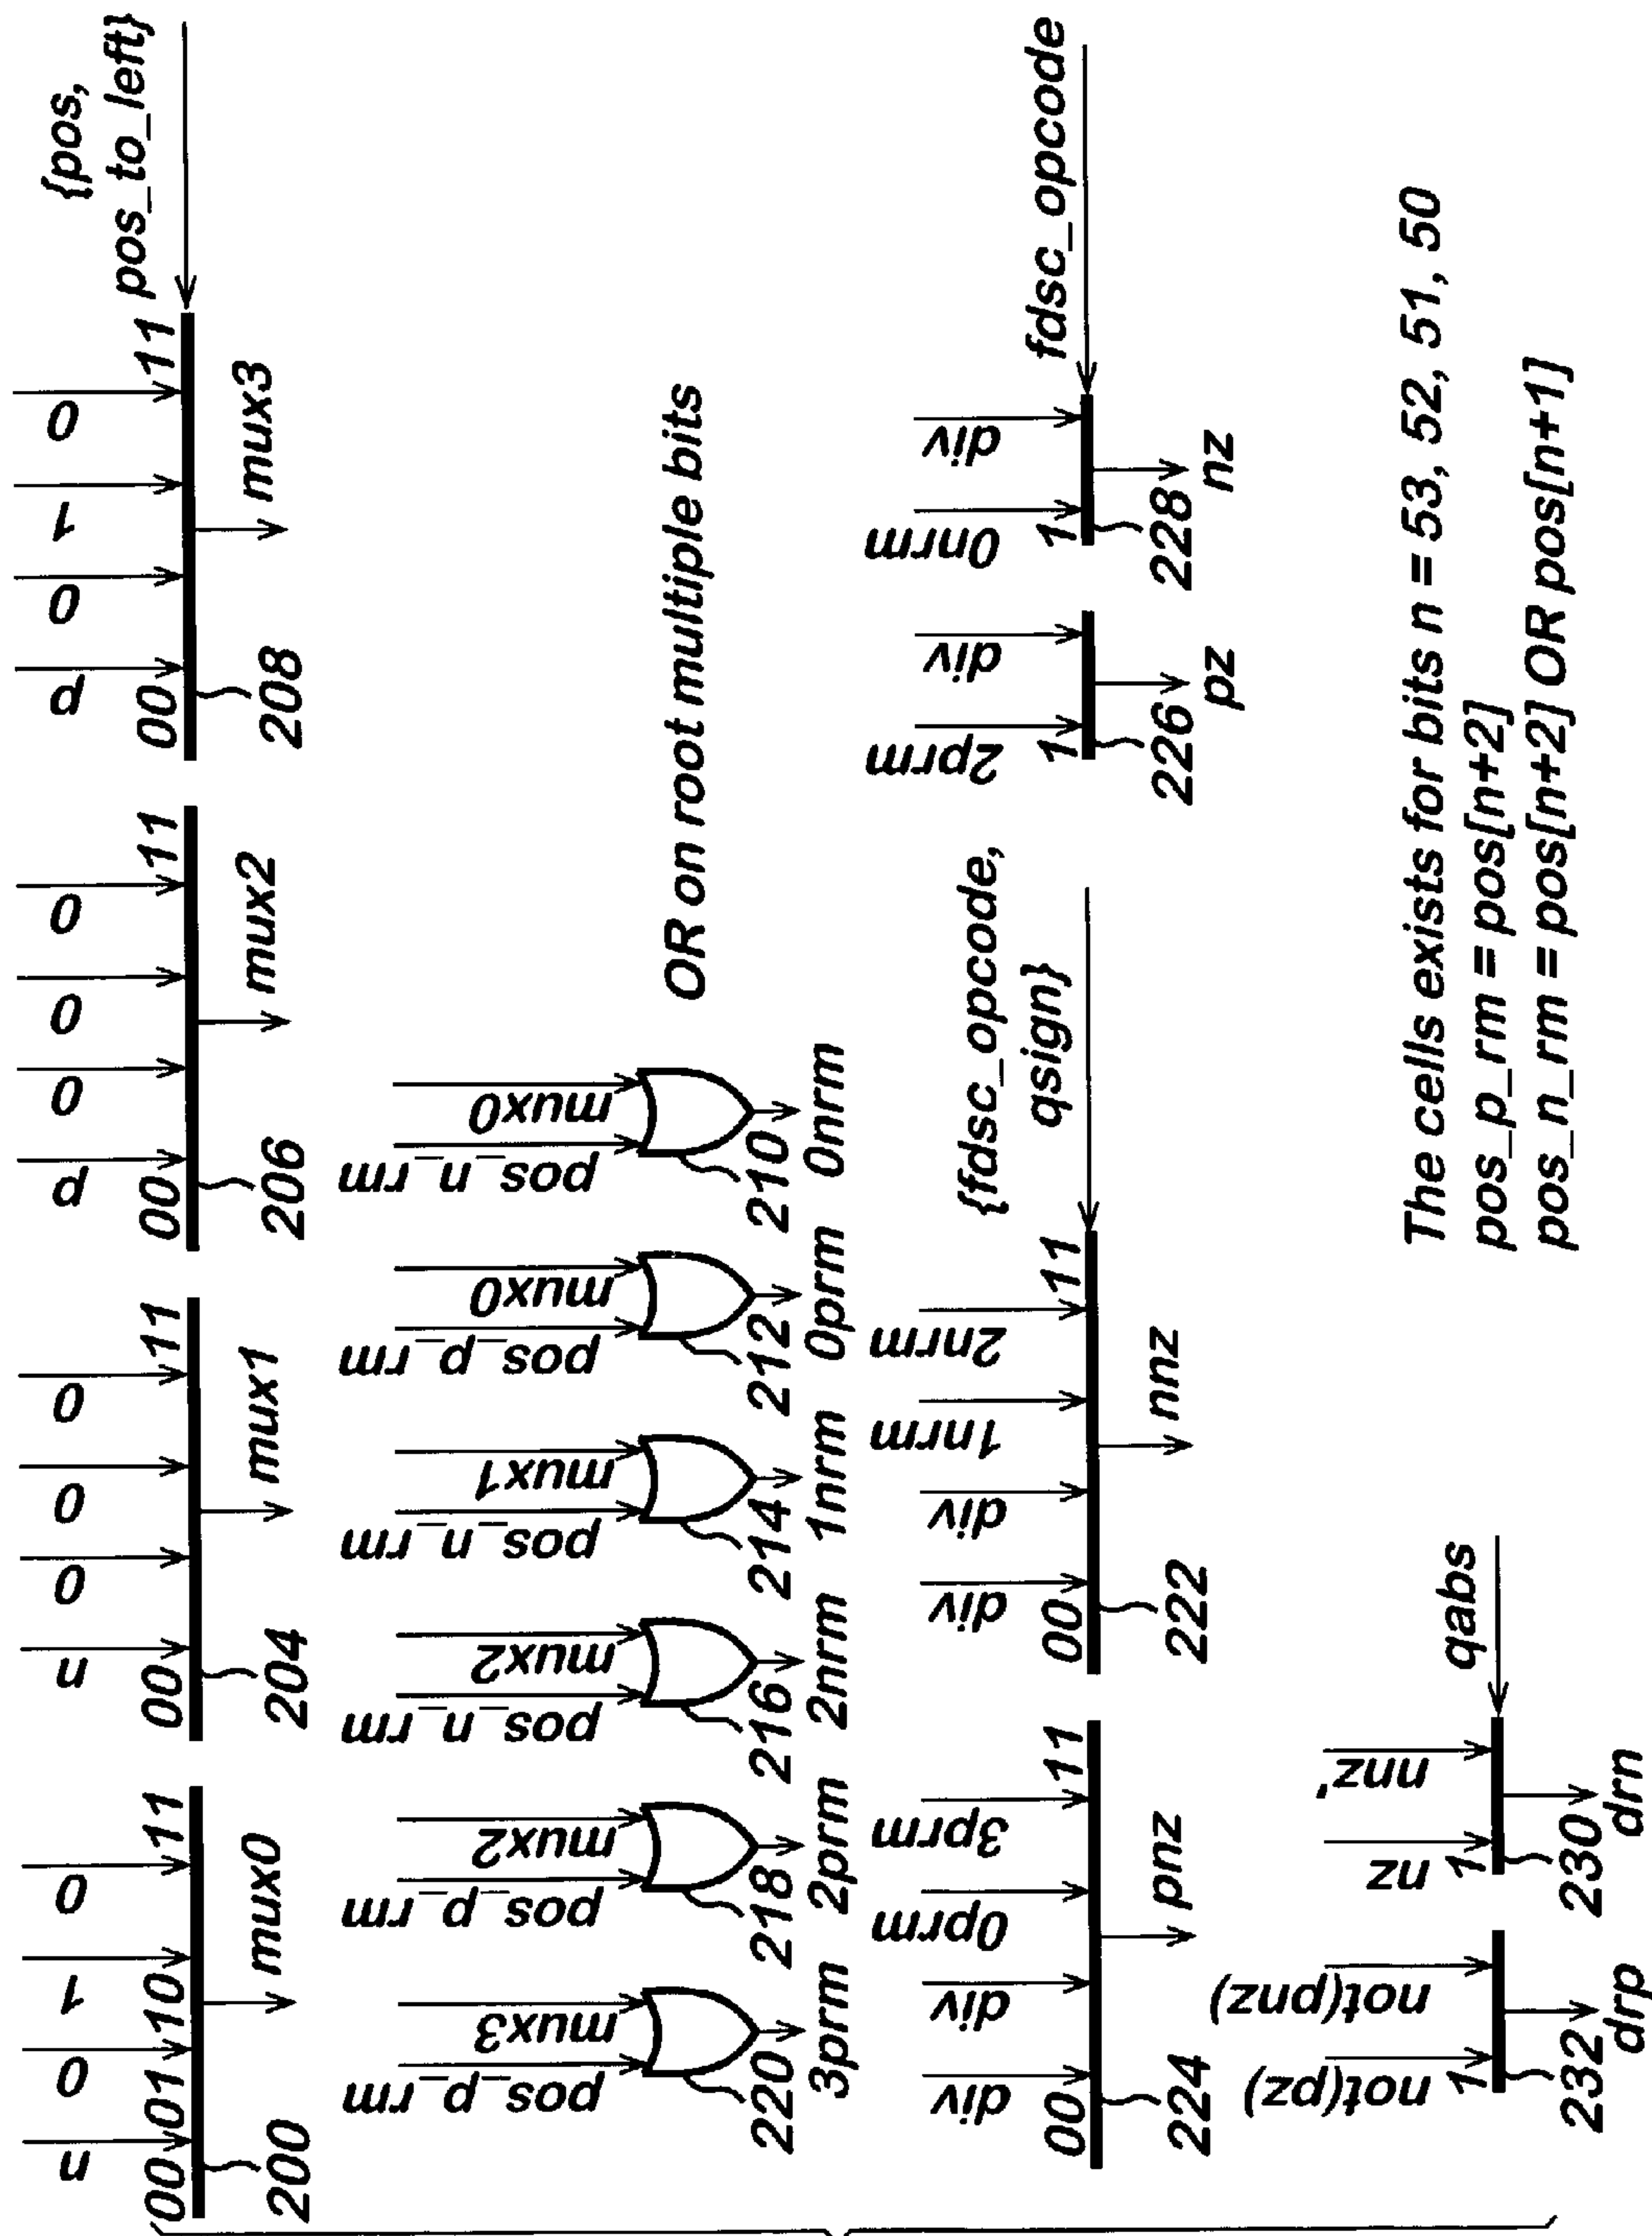 n 0 1 0
n 0 0 0
p 0 0 0
p 0 1 0
{pos,
pos_to_left}
00 01 10 11
00 11
00 11
00 11
200 mux0
204 mux1
206 mux2
208 mux3
pos_p_rm mux3
pos_p_rm mux2
pos_n_rm mux2
pos_n_rm mux1
pos_p_rm mux0
pos_n_rm mux0
OR on root multiple bits
220
218
216
214
212
210
3prm
2prm
2nrm
1nrm
0prm
0nrm
div div 0prm 3prm
div div 1nrm 2nrm
{fdsc_opcode,
qsign}
2prm div
0nrm div
fdsc_opcode
00 11
00 11
1
1
224 pnz
222 nnz
226 pz
228 nz
not(pz) not(pnz)
nz nnz'
qabs
1
1
232 drp
230 drn
The cells exists for bits n = 53, 52, 51, 50
pos_p_rm = pos[n+2]
pos_n_rm = pos[n+2] OR pos[n+1]